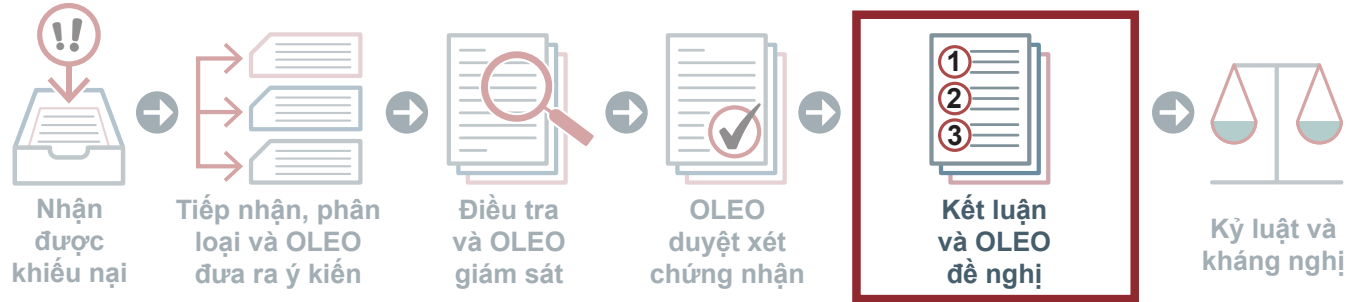 !!
Nhận
được
khiếu nại
Tiếp nhận, phân
loại và OLEO
đưa ra ý kiến
Điều tra
và OLEO
giám sát
OLEO
duyệt xét
chứng nhận
1
2
3
Kết luận
và OLEO
đề nghị
Kỷ luật và
kháng nghị